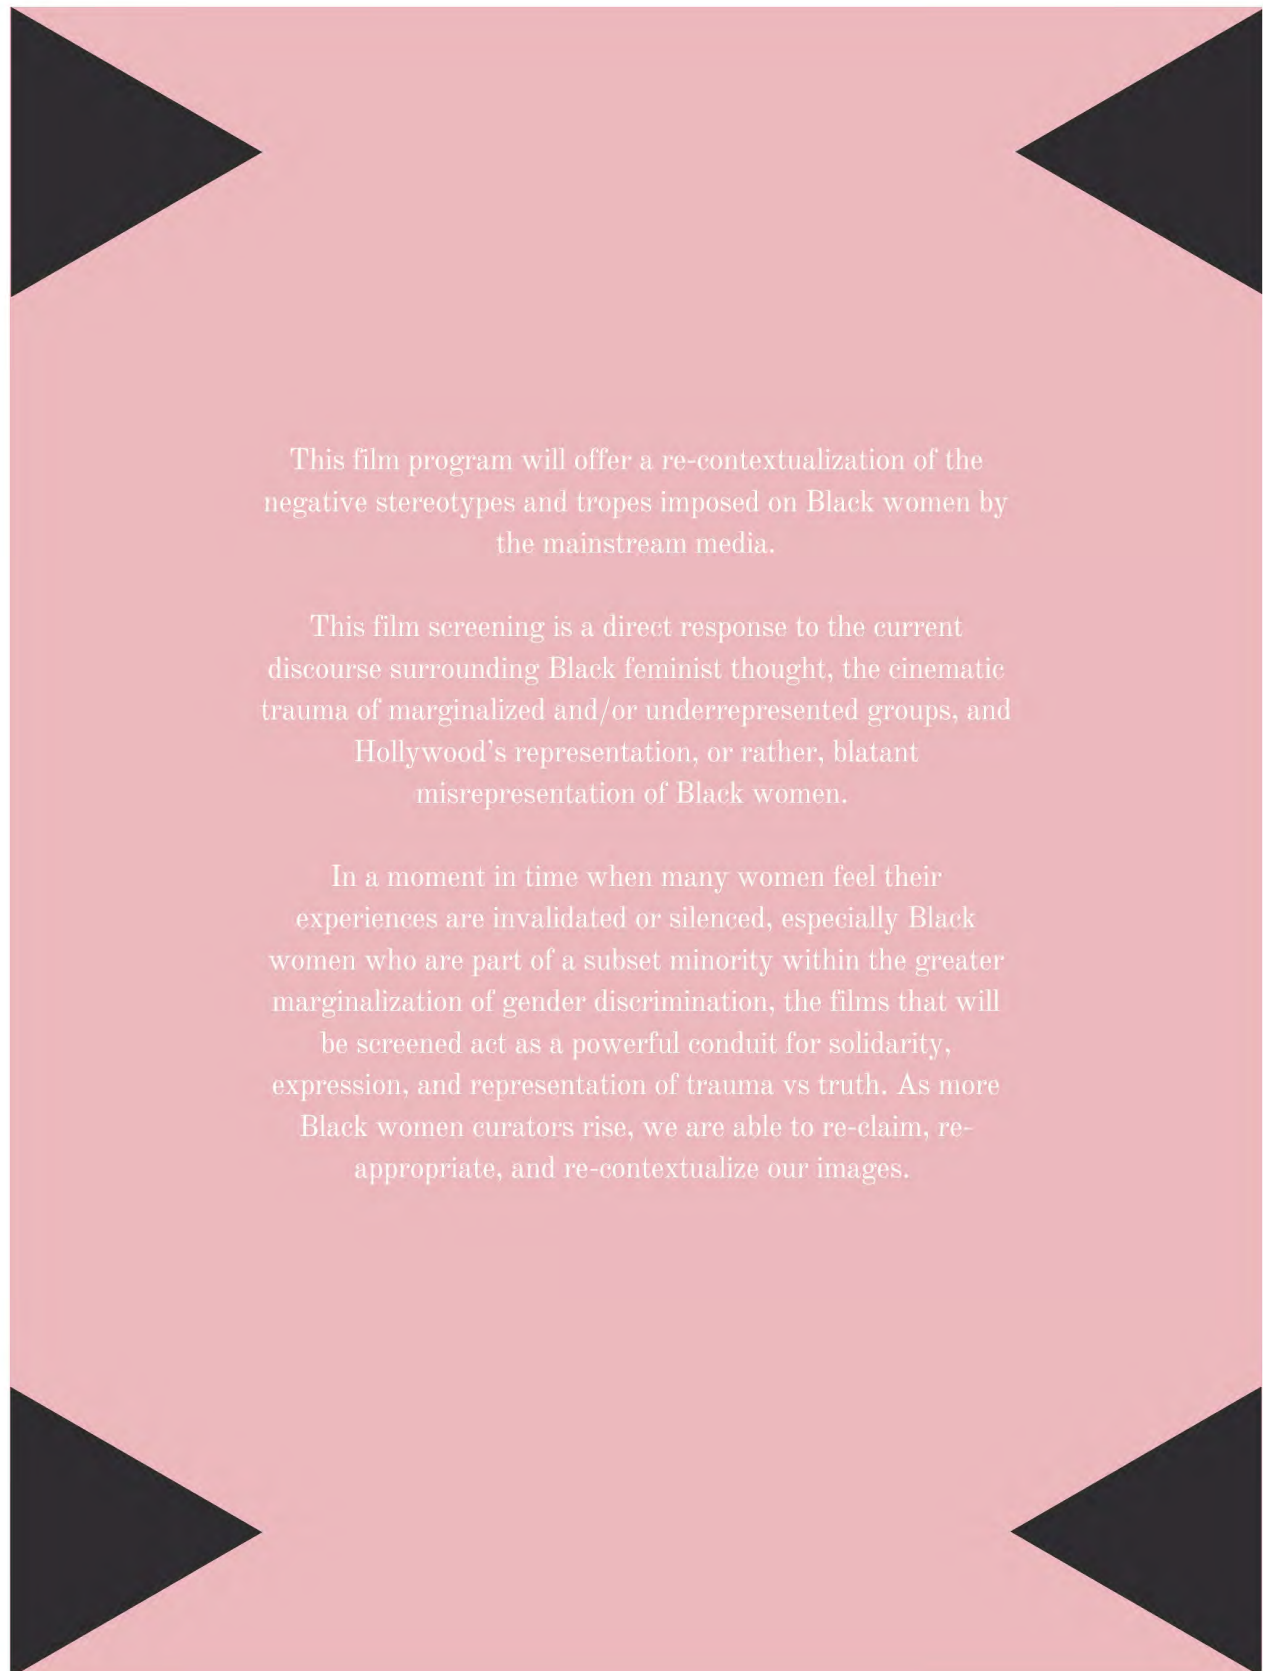 This film program will offer a re-contextualization of the
negative stereotypes and tropes imposed on Black women by
the mainstream media.
This film screening is a direct response to the current
discourse surrounding Black feminist thought, the cinematic
trauma of marginalized and/or underrepresented groups, and
Hollywood's representation, or rather, blatant
misrepresentation of Black women.
In a moment in time when many women feel their
experiences are invalidated or silenced, especially Black
women who are part of a subset minority within the greater
marginalization of gender discrimination, the films that will
be screened act as a powerful conduit for solidarity,
expression, and representation of trauma vs truth. As more
Black women curators rise, we are able to re-claim, re-
appropriate, and re-contextualize our images.